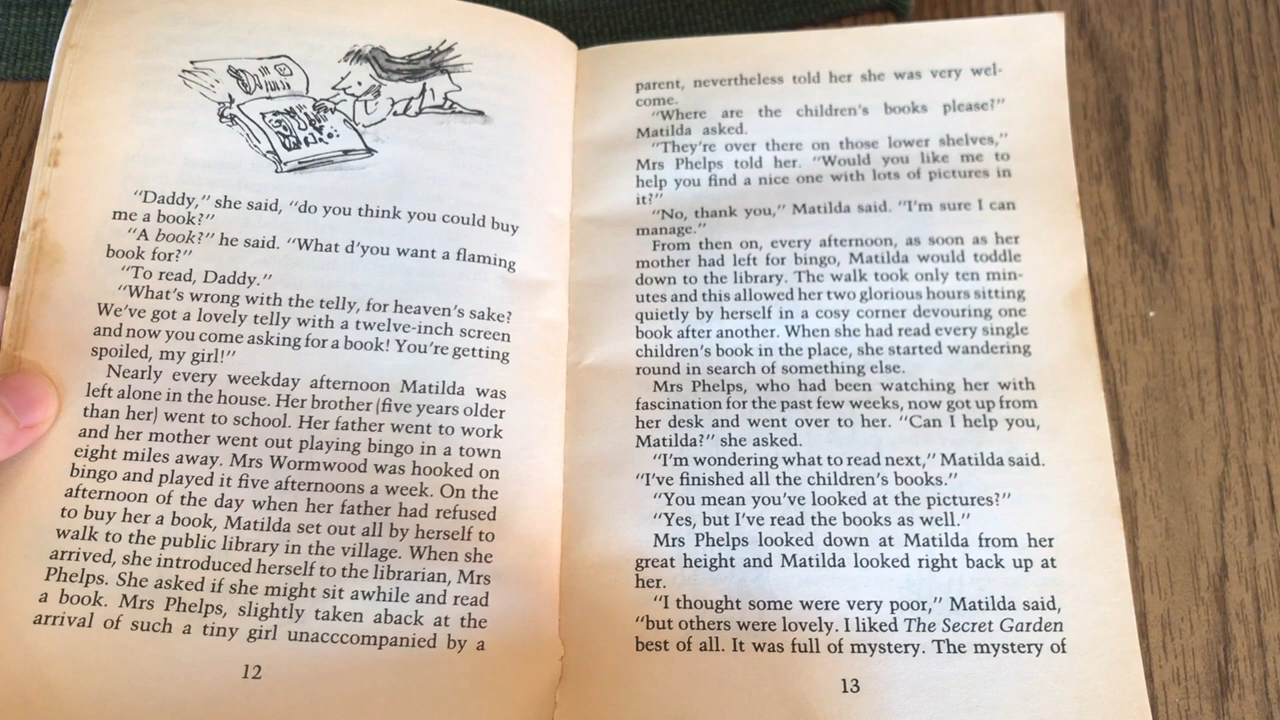 “Daddy,” she said, “do you think you could buy
me a book?”
“A book?” he said. “What d’you want a flaming
book for?”
“To read, Daddy.”
“What’s wrong with the telly, for heaven’s sake?
We’ve got a lovely telly with a twelve-inch screen
and now you come asking for a book! You’re getting
spoiled, my girl!”
Nearly every weekday afternoon Matilda was
left alone in the house. Her brother (five years older
than her) went to school. Her father went to work
and her mother went out playing bingo in a town
eight miles away. Mrs Wormwood was hooked on
bingo and played it five afternoons a week. On the
afternoon of the day when her father had refused
to buy her a book, Matilda set out all by herself to
walk to the public library in the village. When she
arrived, she introduced herself to the librarian, Mrs
Phelps. She asked if she might sit awhile and read
a book. Mrs Phelps, slightly taken aback at the
arrival of such a tiny girl unacccompanied by a
12
parent, nevertheless told her she was very wel-
come.
“Where are the children’s books please?”
Matilda asked.
“They’re over there on those lower shelves,”
Mrs Phelps told her. “Would you like me to
help you find a nice one with lots of pictures in
it?”
“No, thank you,” Matilda said. “I’m sure I can
manage.”
From then on, every afternoon, as soon as her
mother had left for bingo, Matilda would toddle
down to the library. The walk took only ten min-
utes and this allowed her two glorious hours sitting
quietly by herself in a cosy corner devouring one
book after another. When she had read every single
children’s book in the place, she started wandering
round in search of something else.
Mrs Phelps, who had been watching her with
fascination for the past few weeks, now got up from
her desk and went over to her. “Can I help you,
Matilda?” she asked.
“I’m wondering what to read next,” Matilda said.
“I’ve finished all the children’s books.”
“You mean you’ve looked at the pictures?”
“Yes, but I’ve read the books as well.”
Mrs Phelps looked down at Matilda from her
great height and Matilda looked right back up at
her.
“I thought some were very poor,” Matilda said,
“but others were lovely. I liked The Secret Garden
best of all. It was full of mystery. The mystery of
13